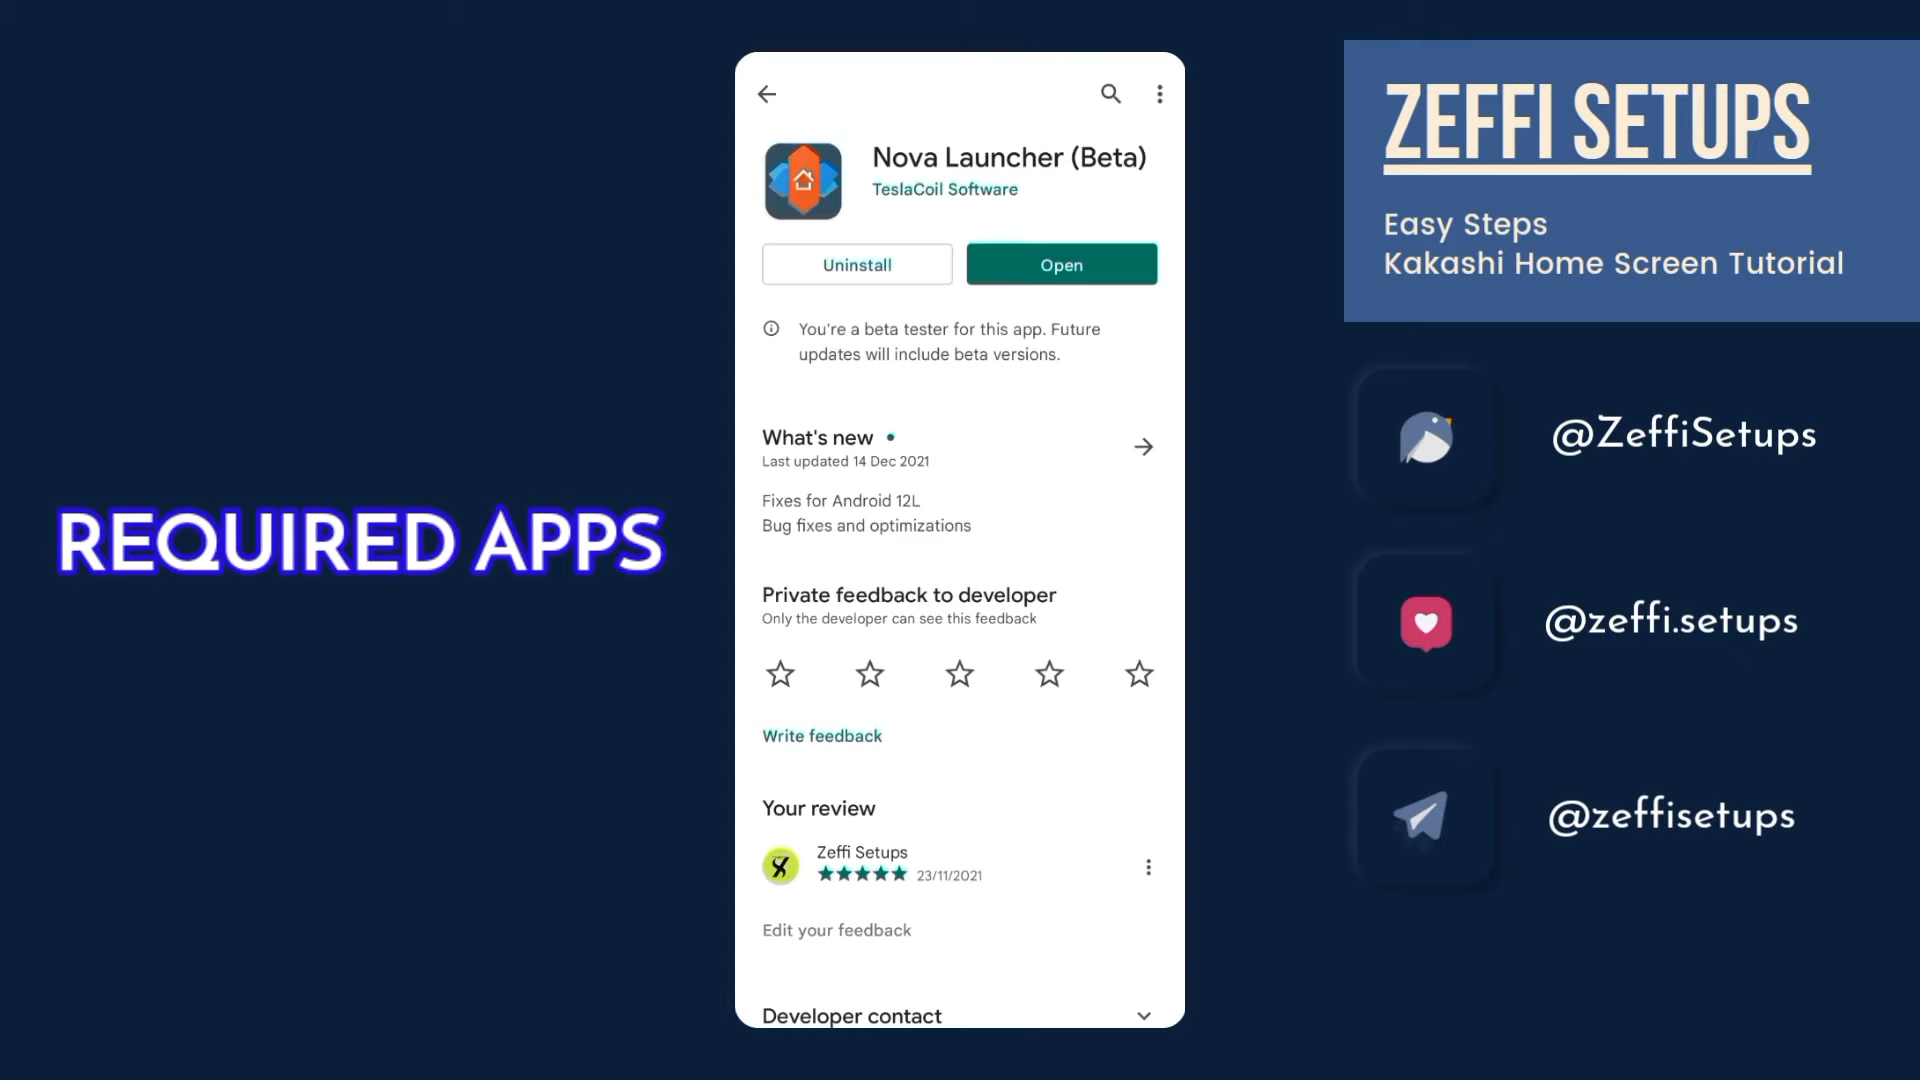 REQUIRED APPS
Nova Launcher (Beta)
TeslaCoil Software
Uninstall
Open
You're a beta tester for this app. Future
updates will include beta versions.
What's new
Last updated 14 Dec 2021
Fixes for Android 12L
Bug fixes and optimizations
Private feedback to developer
Only the developer can see this feedback
Write feedback
Your review
Zeffi Setups
23/11/2021
Edit your feedback
Developer contact
ZEFFI SETUPS
Easy Steps
Kakashi Home Screen Tutorial
@ZeffiSetups
@zeffi.setups
@zeffisetups